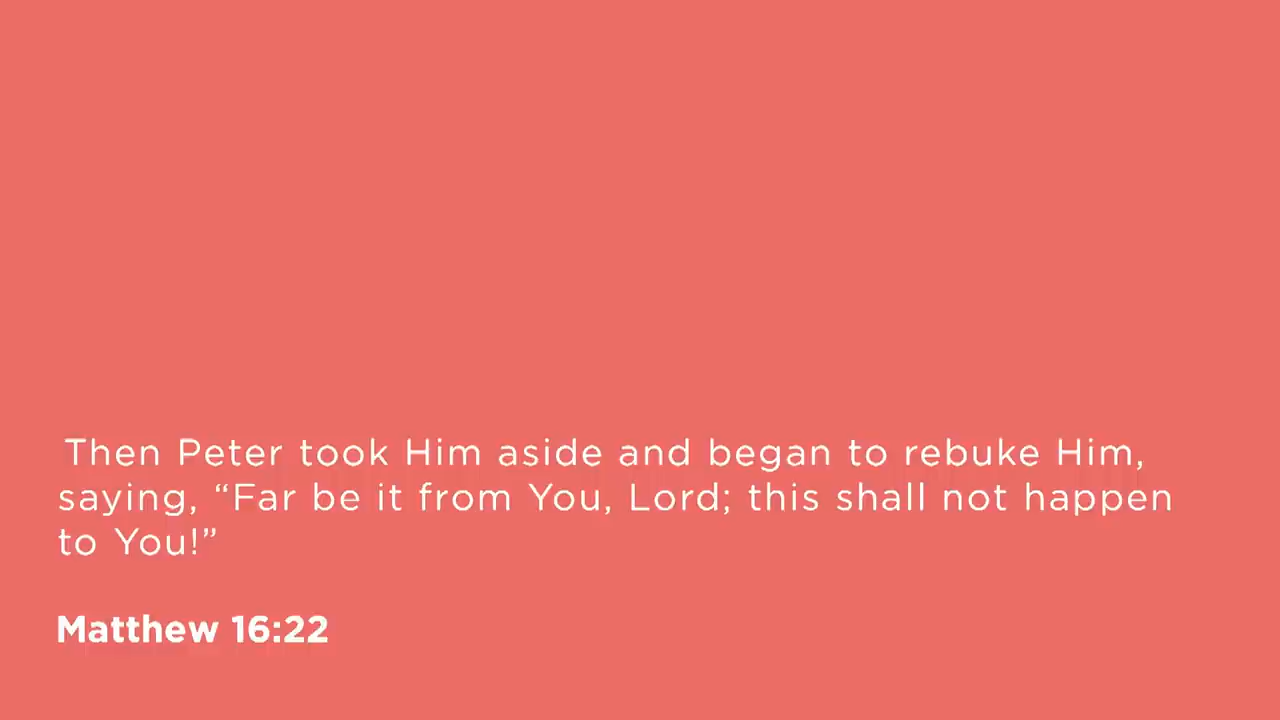 Then Peter took Him aside and began to rebuke Him,
saying, “Far be it from You, Lord; this shall not happen
to You!”
Matthew 16:22